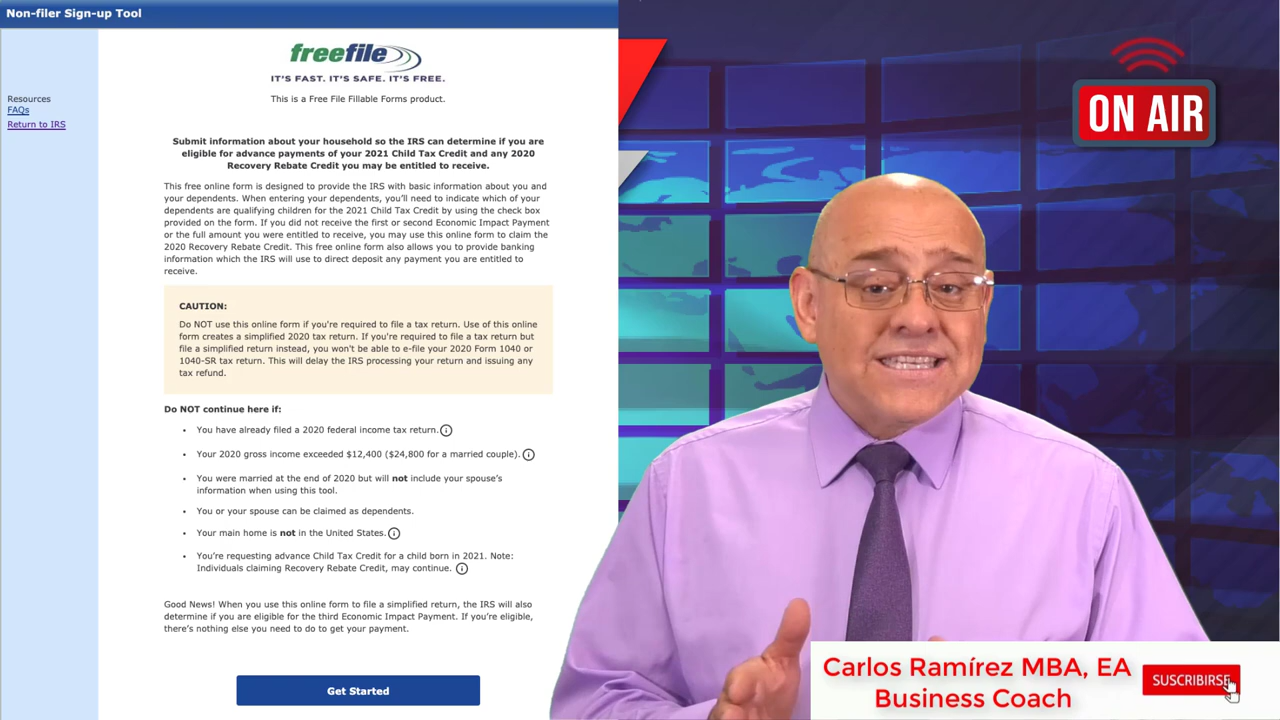 Non-filer Sign-up Tool
Resources
FAQs
Return to IRS
freefile
IT'S FAST. IT'S SAFE. IT'S FREE.
This is a Free File Fillable Forms product.
Submit information about your household so the IRS can determine if you are
eligible for advance payments of your 2021 Child Tax Credit and any 2020
Recovery Rebate Credit you may be entitled to receive.
This free online form is designed to provide the IRS with basic information about you and
your dependents. When entering your dependents, you'll need to indicate which of your
dependents are qualifying children for the 2021 Child Tax Credit by using the check box
provided on the form. If you did not receive the first or second Economic Impact Payment
or the full amount you were entitled to receive, you may use this online form to claim the
2020 Recovery Rebate Credit. This free online form also allows you to provide banking
information which the IRS will use to direct deposit any payment you are entitled to
receive.
CAUTION:
Do NOT use this online form if you're required to file a tax return. Use of this online
form creates a simplified 2020 tax return. If you're required to file a tax return but
file a simplified return instead, you won't be able to e-file your 2020 Form 1040 or
1040-SR tax return. This will delay the IRS processing your return and issuing any
tax refund.
Do NOT continue here if:
• You have already filed a 2020 federal income tax return.
• Your 2020 gross income exceeded $12,400 ($24,800 for a married couple).
• You were married at the end of 2020 but will not include your spouse's
information when using this tool.
• You or your spouse can be claimed as dependents.
• Your main home is not in the United States.
• You're requesting advance Child Tax Credit for a child born in 2021. Note:
Individuals claiming Recovery Rebate Credit, may continue.
Good News! When you use this online form to file a simplified return, the IRS will also
determine if you are eligible for the third Economic Impact Payment. If you're eligible,
there's nothing else you need to do to get your payment.
Get Started
ON AIR
Carlos Ramírez MBA, EA
Business Coach
SUSCRIBIRSE